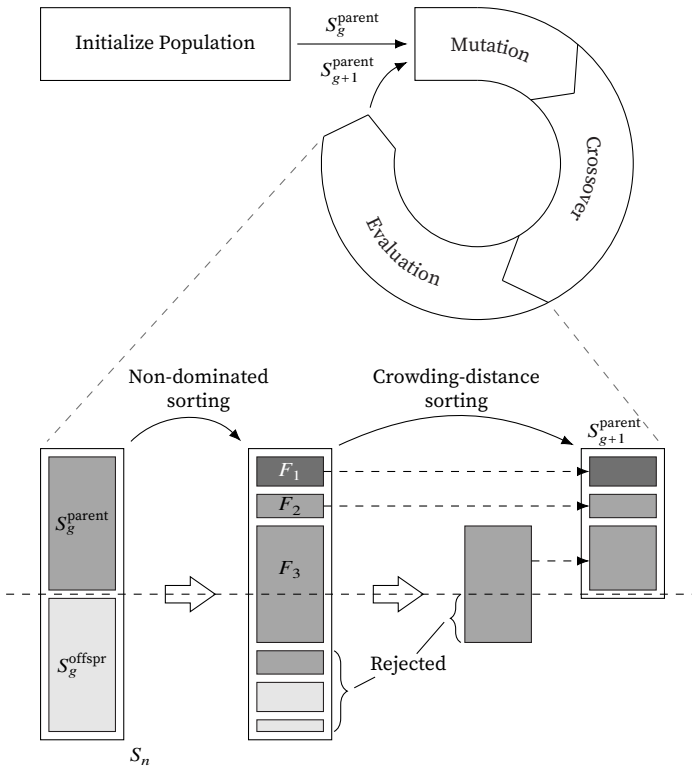 Initialize Population
S_g^parent
S_{g+1}^parent
Mutation
Crossover
Evaluation
Non-dominated
sorting
Crowding-distance
sorting
S_{g+1}^parent
F_1
F_2
S_g^parent
F_3
S_g^offspr
Rejected
S_n